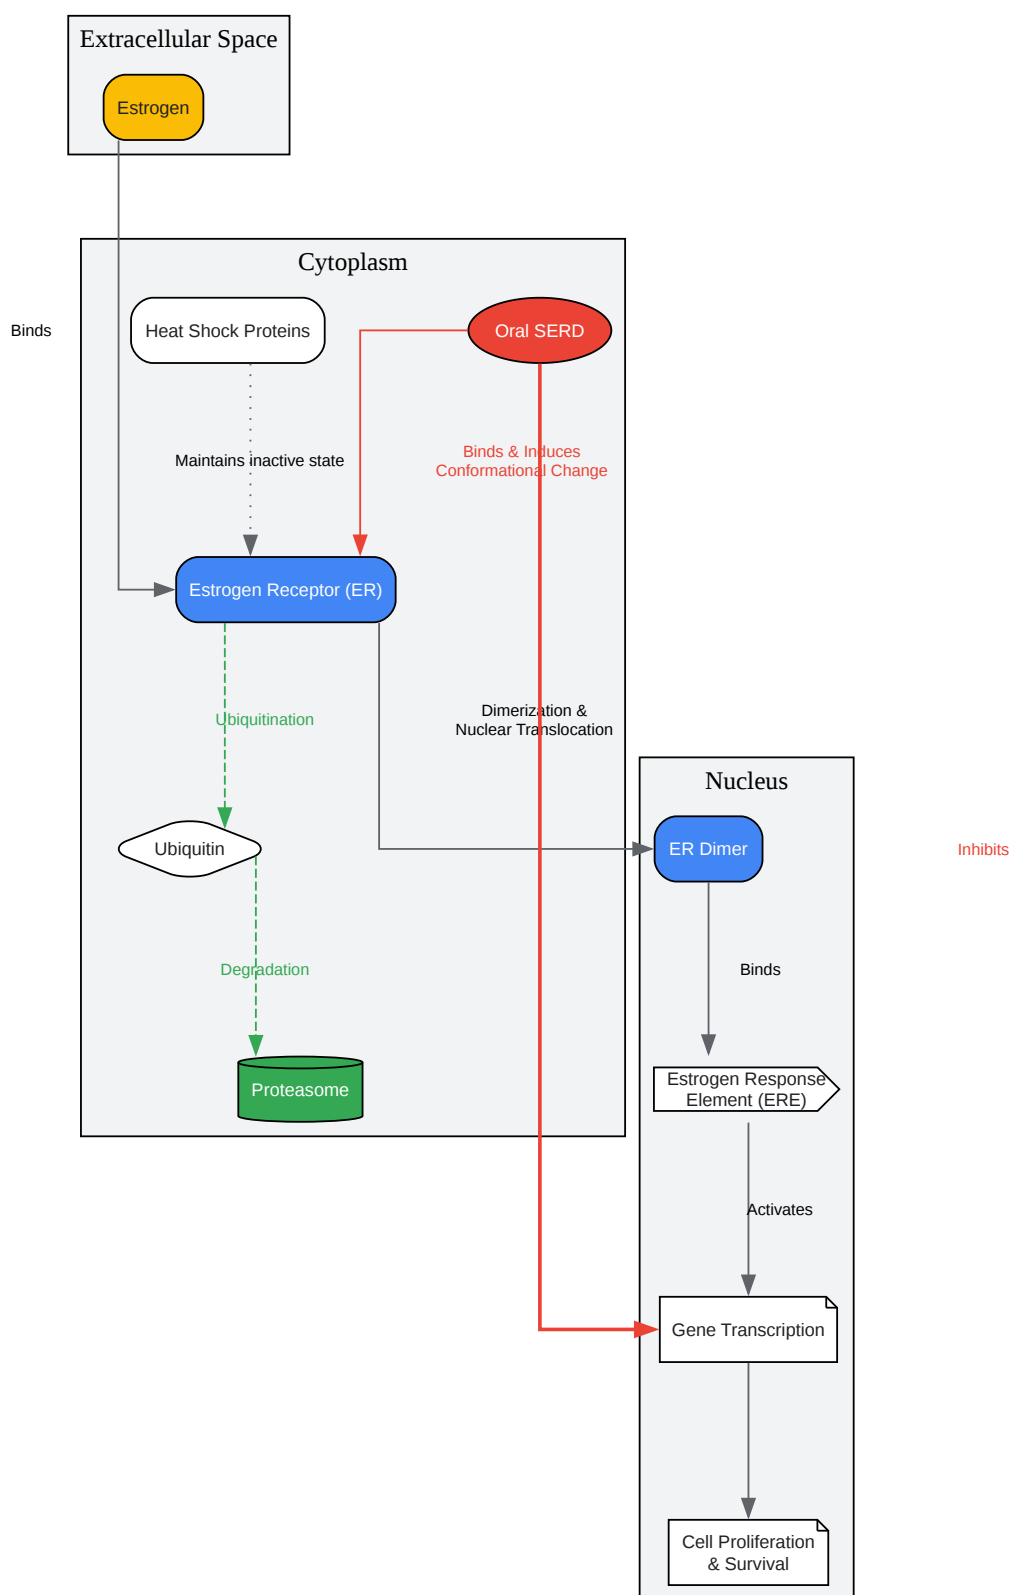 Extracellular Space
Estrogen
Cytoplasm
Binds
Heat Shock Proteins
Oral SERD
Maintains inactive state
Binds & Induces
Conformational Change
Estrogen Receptor (ER)
Ubiquitination
Dimerization &
Nuclear Translocation
Nucleus
Ubiquitin
ER Dimer
Inhibits
Degradation
Binds
Proteasome
Estrogen Response
Element (ERE)
Activates
Gene Transcription
Cell Proliferation
& Survival